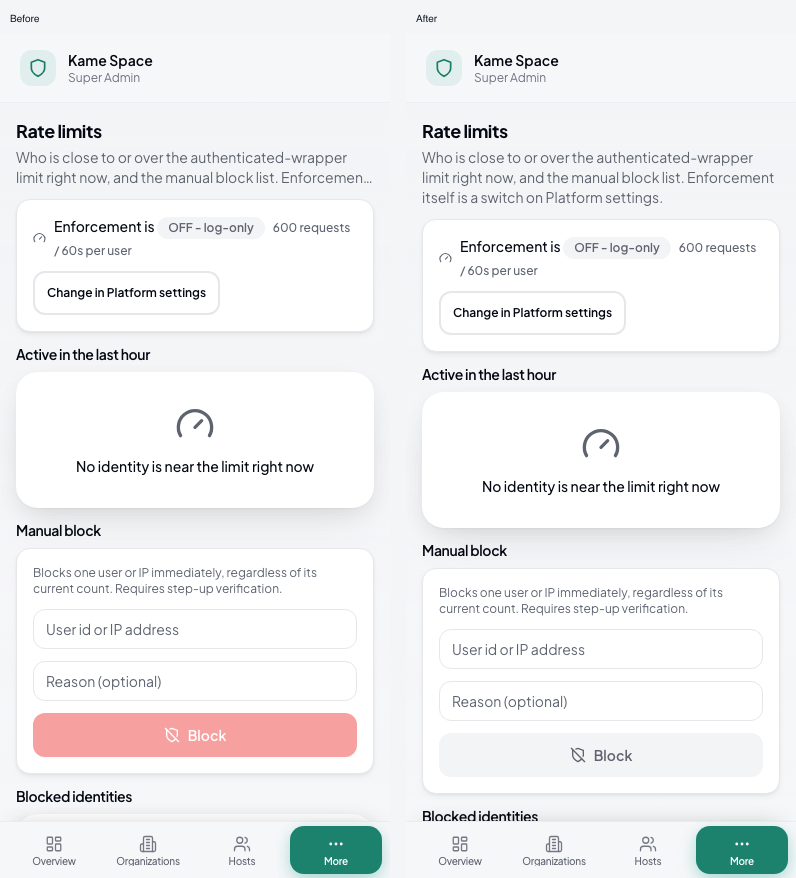 Before
Kame Space
Super Admin
Rate limits
Who is close to or over the authenticated-wrapper
limit right now, and the manual block list. Enforcemen...
Enforcement is OFF - log-only 600 requests
/ 60s per user
Change in Platform settings
Active in the last hour
No identity is near the limit right now
Manual block
Blocks one user or IP immediately, regardless of its
current count. Requires step-up verification.
User id or IP address
Reason (optional)
Block
Blocked identities
Overview
Organizations
Hosts
More
After
Kame Space
Super Admin
Rate limits
Who is close to or over the authenticated-wrapper
limit right now, and the manual block list. Enforcement
itself is a switch on Platform settings.
Enforcement is OFF - log-only 600 requests
/ 60s per user
Change in Platform settings
Active in the last hour
No identity is near the limit right now
Manual block
Blocks one user or IP immediately, regardless of its
current count. Requires step-up verification.
User id or IP address
Reason (optional)
Block
Blocked identities
Overview
Organizations
Hosts
More